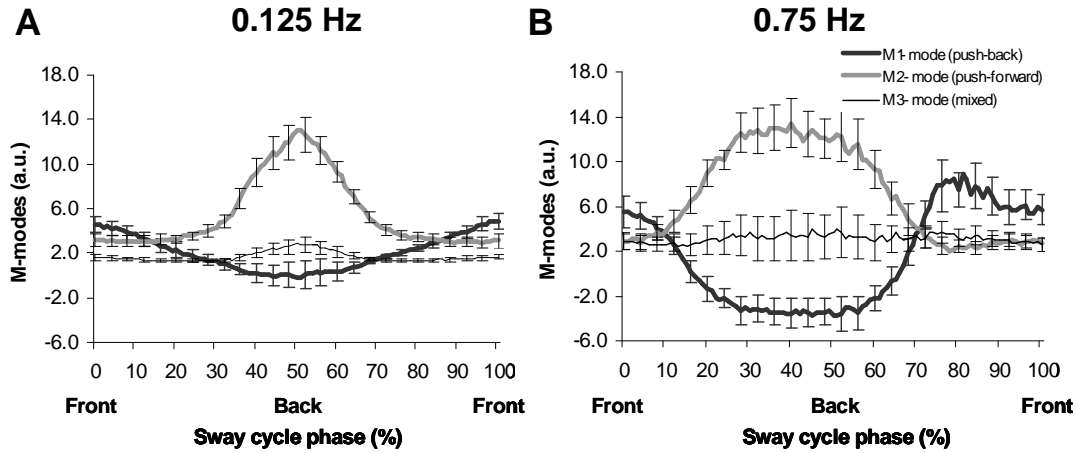 A
0.125 Hz
M-modes (a.u.)
18.0
14.0
10.0
6.0
2.0
-2.0
-6.0
0 10 20 30 40 50 60 70 80 90 100
Front Back Front
Sway cycle phase (%)
B
0.75 Hz
M1- mode (push-back)
M2- mode (push-forward)
M3- mode (mixed)
M-modes (a.u.)
18.0
14.0
10.0
6.0
2.0
-2.0
-6.0
0 10 20 30 40 50 60 70 80 90 100
Front Back Front
Sway cycle phase (%)